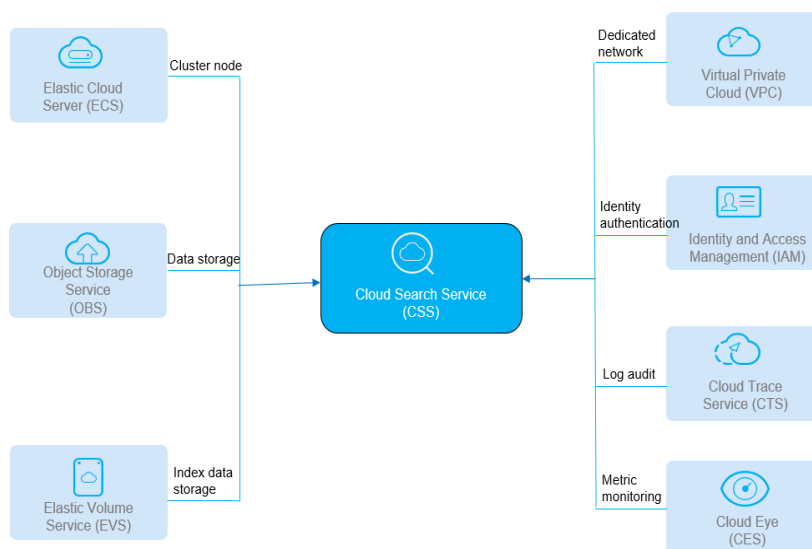 Elastic Cloud
Server (ECS)
Cluster node
Object Storage
Service
(OBS)
Data storage
Elastic Volume
Service (EVS)
Index data
storage
Cloud Search Service
(CSS)
Dedicated
network
Virtual Private
Cloud (VPC)
Identity
authentication
Identity and Access
Management (IAM)
Log audit
Cloud Trace
Service (CTS)
Metric
monitoring
Cloud Eye
(CES)